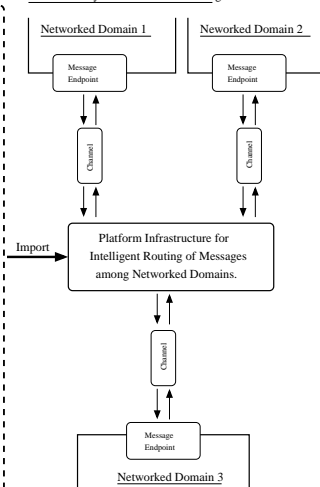 Networked Domain 1
Networked Domain 2
Message
Endpoint
Message
Endpoint
Channel
Channel
Import
Platform Infrastructure for
Intelligent Routing of Messages
among Networked Domains.
Channel
Message
Endpoint
Networked Domain 3